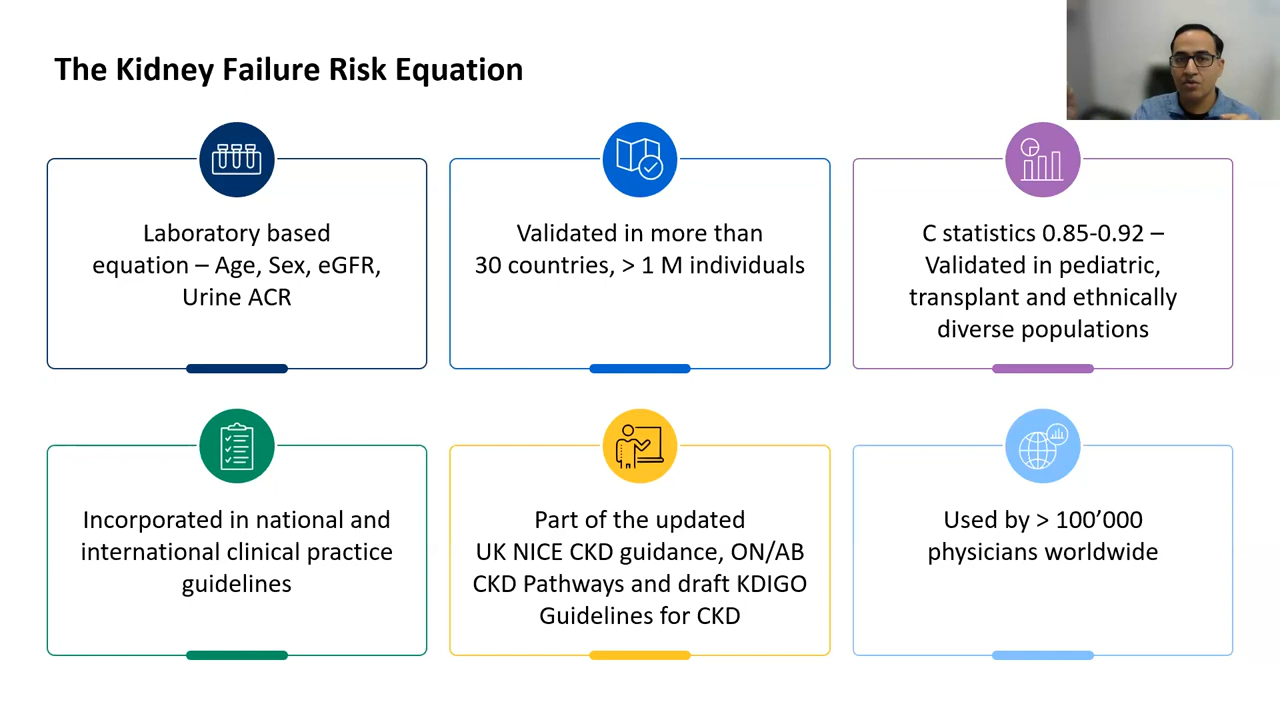 The Kidney Failure Risk Equation
Laboratory based
equation – Age, Sex, eGFR,
Urine ACR
Validated in more than
30 countries, > 1 M individuals
C statistics 0.85-0.92 –
Validated in pediatric,
transplant and ethnically
diverse populations
Incorporated in national and
international clinical practice
guidelines
Part of the updated
UK NICE CKD guidance, ON/AB
CKD Pathways and draft KDIGO
Guidelines for CKD
Used by > 100’000
physicians worldwide